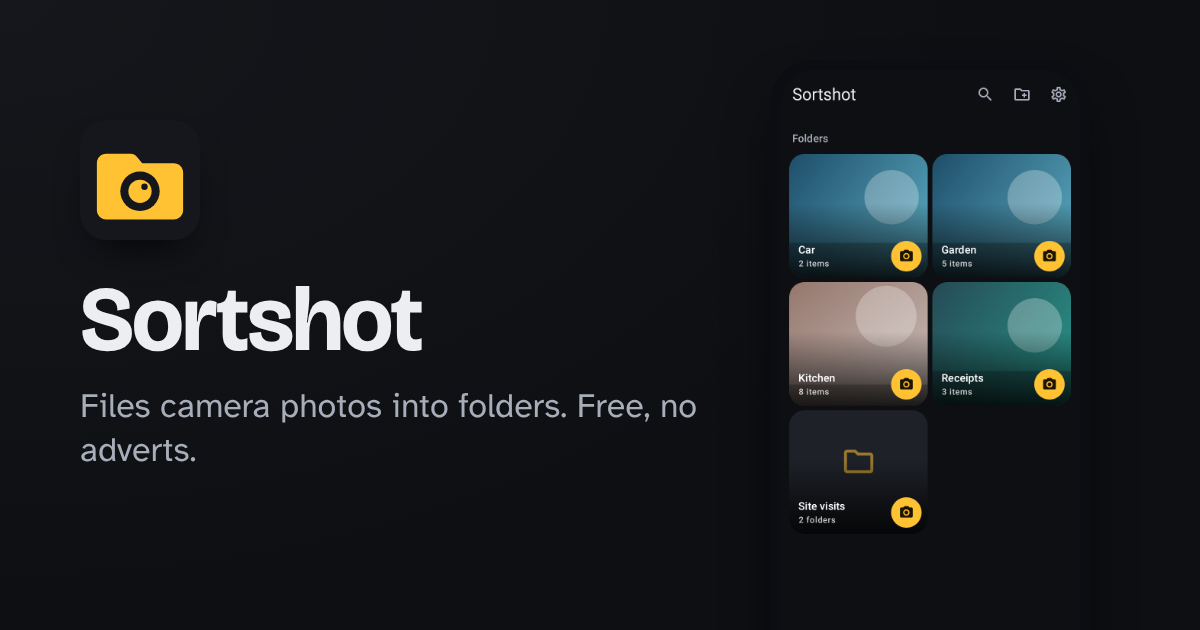 Sortshot
Files camera photos into folders. Free, no
adverts.
Sortshot
Folders
Car
2 items
Garden
5 items
Kitchen
8 items
Receipts
3 items
Site visits
2 folders